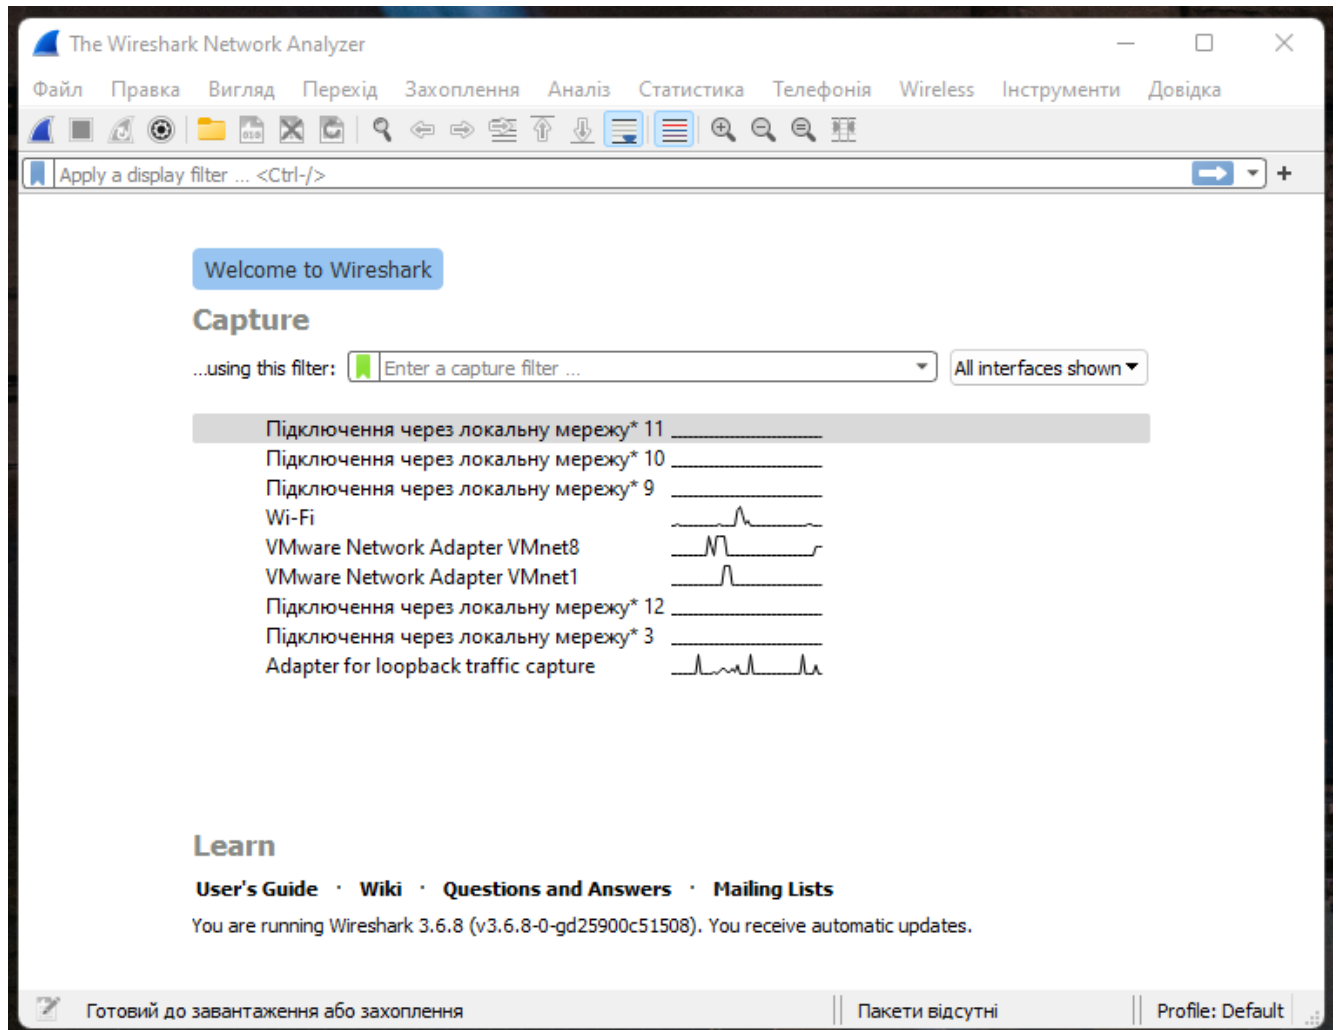 The Wireshark Network Analyzer
Файл Правка Вигляд Перехід Захоплення Аналіз Статистика Телефонія Wireless Інструменти Довідка
010
Apply a display filter ... <Ctrl-/>
Welcome to Wireshark
Capture
...using this filter: Enter a capture filter ... All interfaces shown
Підключення через локальну мережу* 11
Підключення через локальну мережу* 10
Підключення через локальну мережу* 9
Wi-Fi
VMware Network Adapter VMnet8
VMware Network Adapter VMnet1
Підключення через локальну мережу* 12
Підключення через локальну мережу* 3
Adapter for loopback traffic capture
Learn
User's Guide · Wiki · Questions and Answers · Mailing Lists
You are running Wireshark 3.6.8 (v3.6.8-0-gd25900c51508). You receive automatic updates.
Готовий до завантаження або захоплення Пакети відсутні Profile: Default